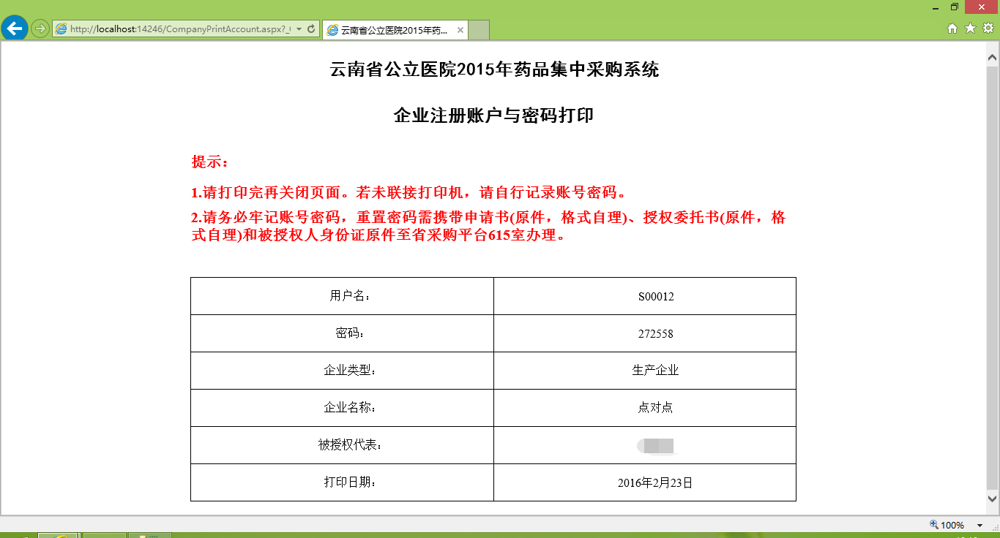 http://localhost:14246/CompanyPrintAccount.aspx?_
云南省公立医院2015年药...
云南省公立医院2015年药品集中采购系统
企业注册账户与密码打印
提示：
1.请打印完再关闭页面。若未联接打印机，请自行记录账号密码。
2.请务必牢记账号密码，重置密码需携带申请书(原件，格式自理)、授权委托书(原件，格
式自理)和被授权人身份证原件至省采购平台615室办理。
用户名： S00012
密码： 272558
企业类型： 生产企业
企业名称： 点对点
被授权代表：
打印日期： 2016年2月23日
100%